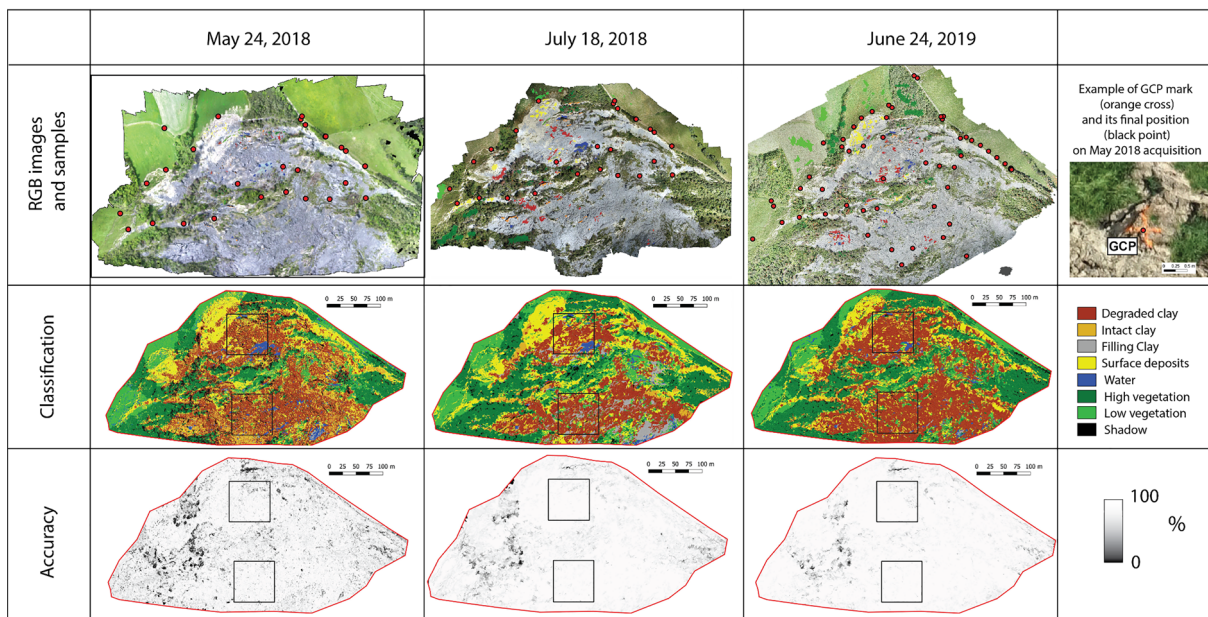 May 24, 2018
July 18, 2018
June 24, 2019
RGB images
and samples
Example of GCP mark
(orange cross)
and its final position
(black point)
on May 2018 acquisition
GCP
0 0.25 0.5 m
Classification
0 25 50 75 100 m
0 25 50 75 100 m
0 25 50 75 100 m
Degraded clay
Intact clay
Filling Clay
Surface deposits
Water
High vegetation
Low vegetation
Shadow
Accuracy
0 25 50 75 100 m
0 25 50 75 100 m
0 25 50 75 100 m
100
%
0